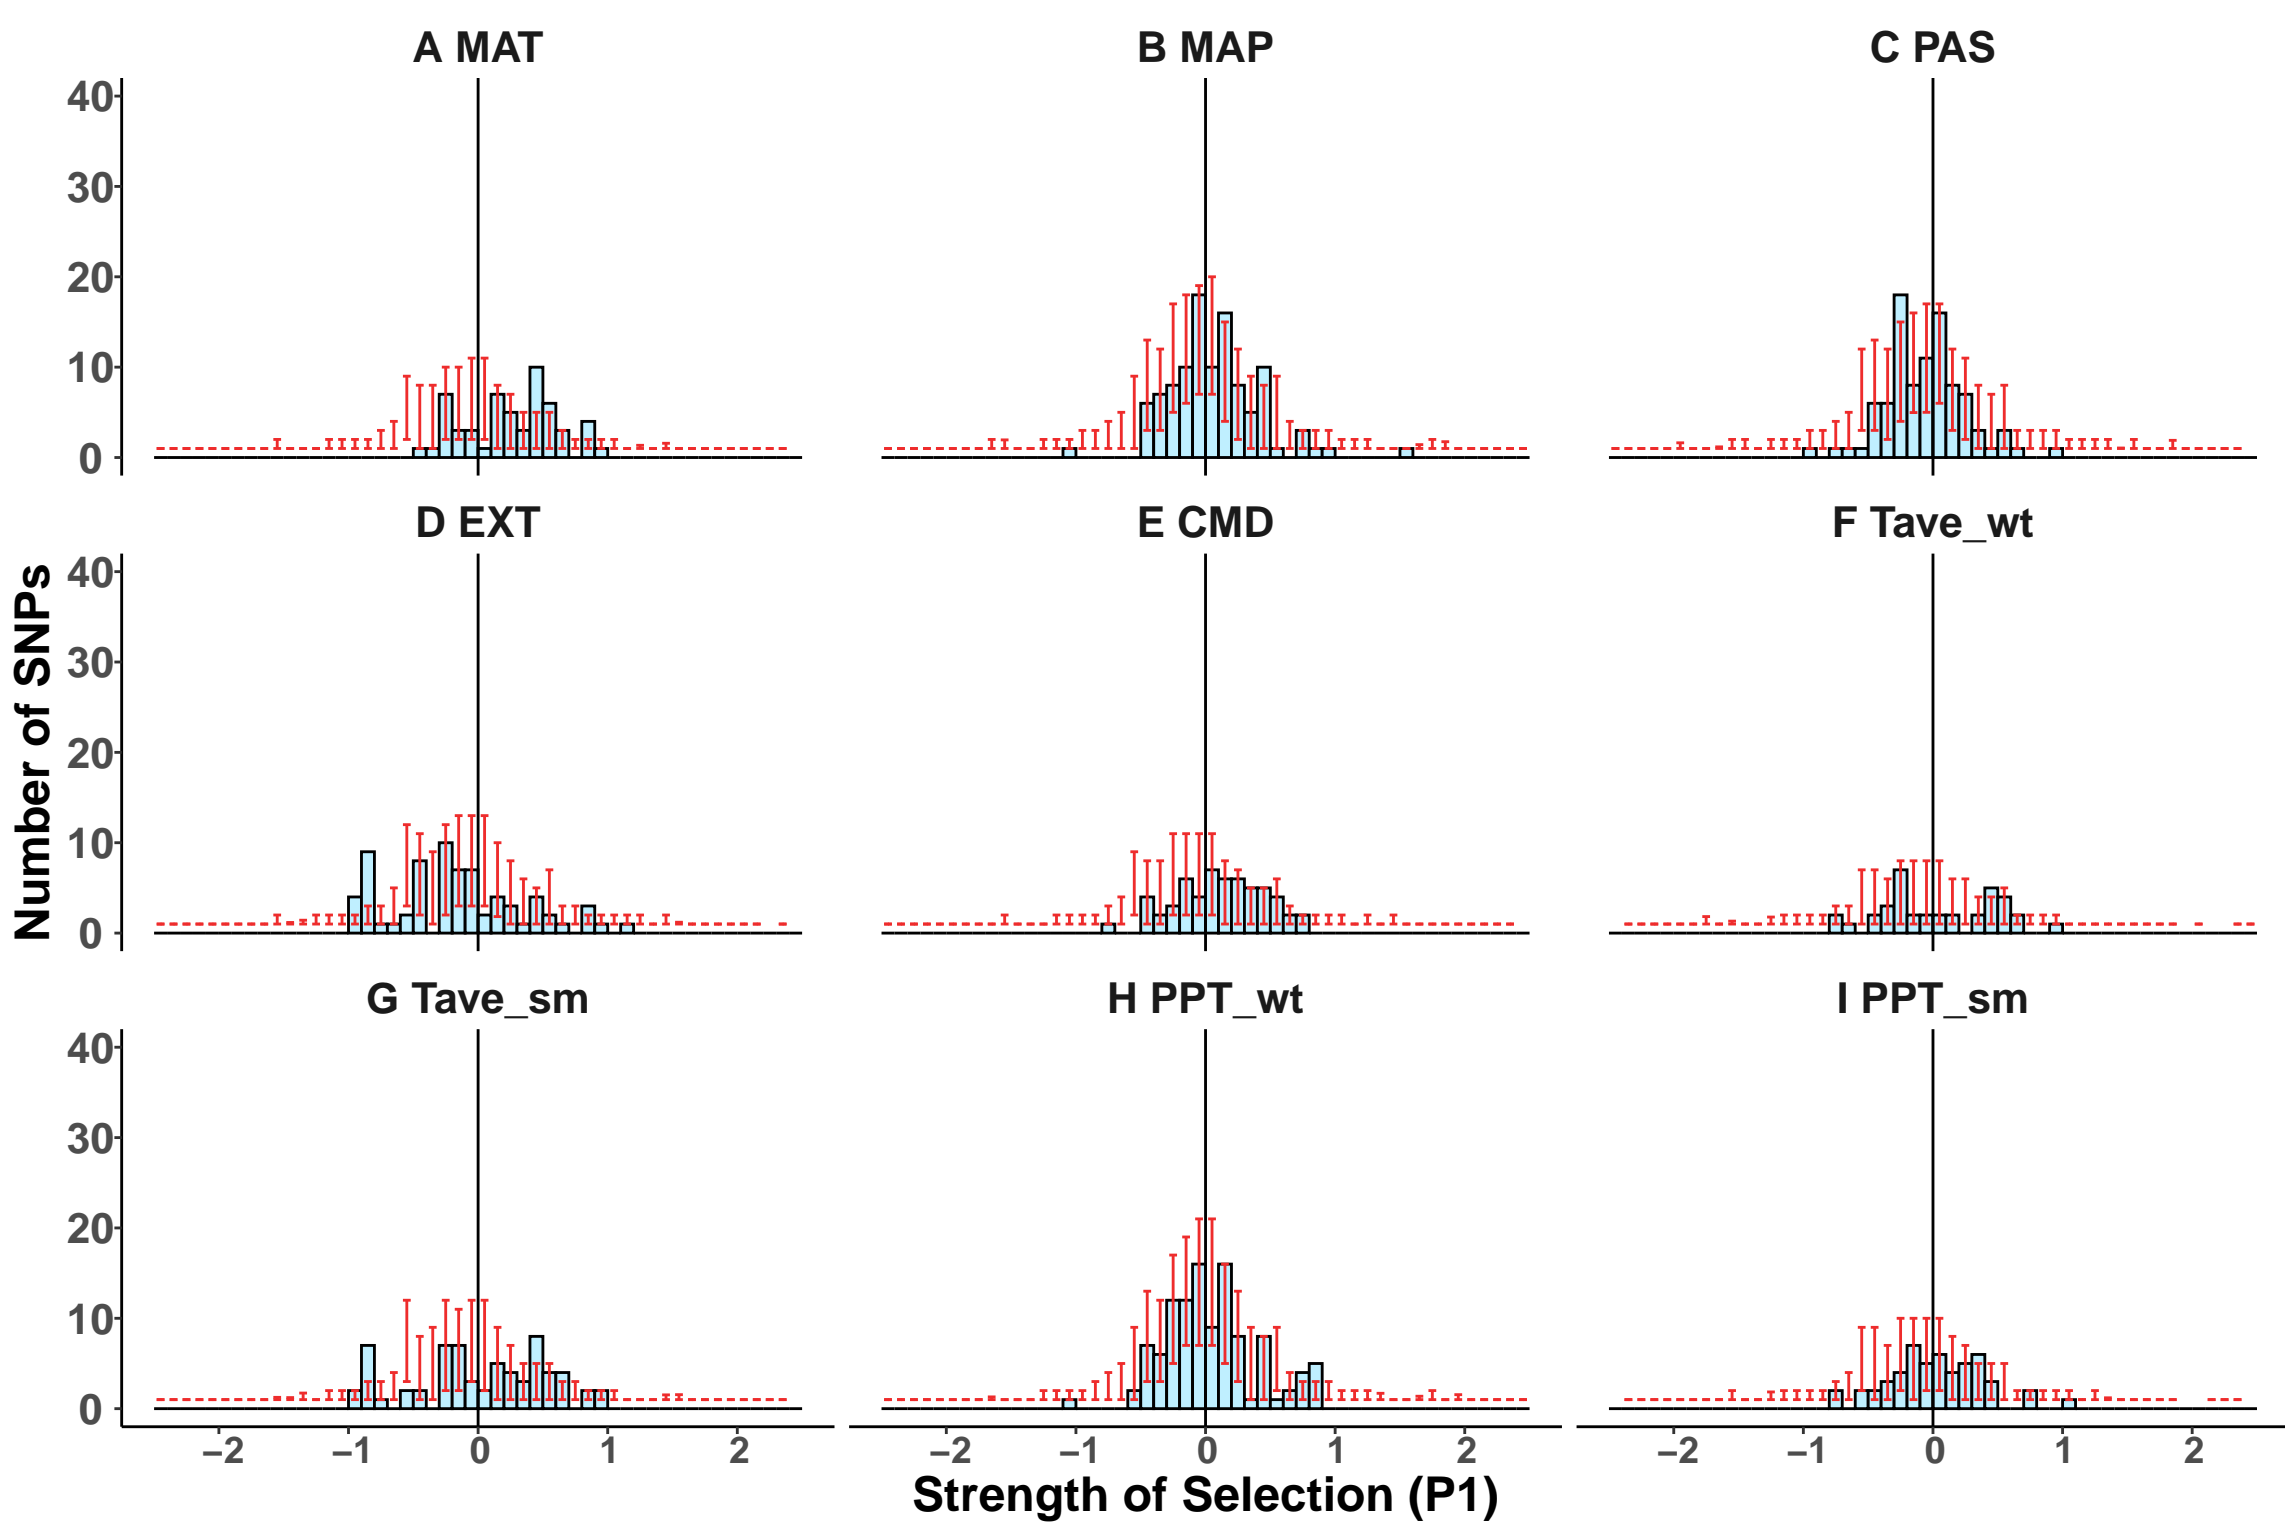 A MAT
B MAP
C PAS
40
30
20
10
0
D EXT
E CMD
F Tave_wt
40
30
20
10
0
G Tave_sm
H PPT_wt
I PPT_sm
40
30
20
10
0
−2 −1 0 1 2
−2 −1 0 1 2
−2 −1 0 1 2
Number of SNPs
Strength of Selection (P1)